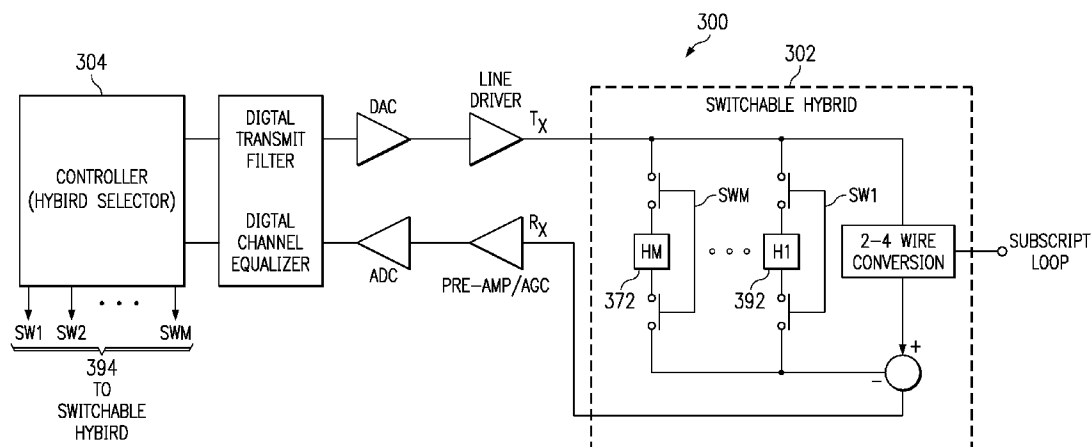 300
304
302
SWITCHABLE HYBRID
LINE
DRIVER
DAC
TX
DIGTAL
TRANSMIT
FILTER
CONTROLLER
(HYBIRD SELECTOR)
SWM
SW1
RX
HM
H1
2-4 WIRE
CONVERSION
SUBSCRIPT
LOOP
DIGTAL
CHANNEL
EQUALIZER
ADC
PRE-AMP/AGC
372
392
SW1
SW2
SWM
+
-
394
TO
SWITCHABLE
HYBIRD